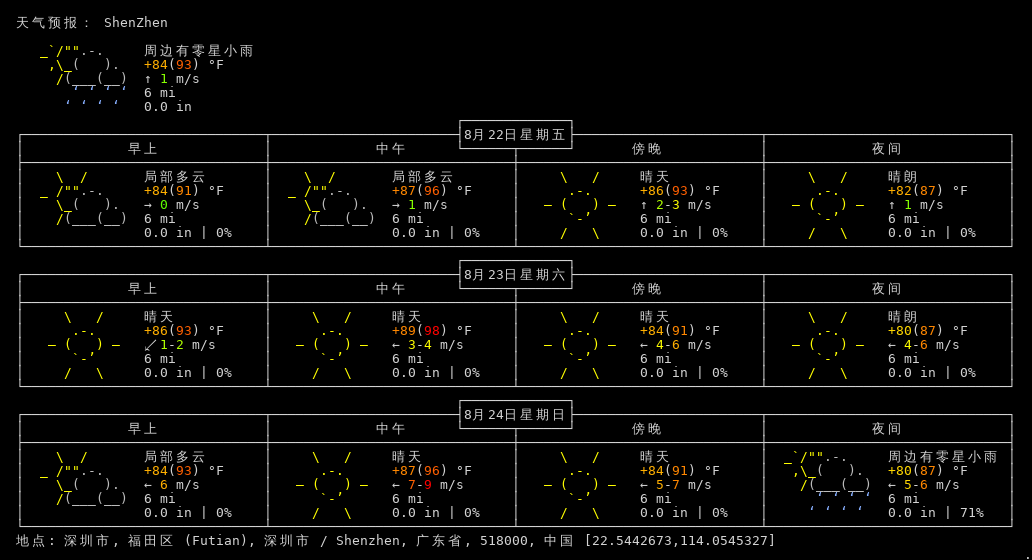 天气预报： ShenZhen
周边有零星小雨
+84(93) °F
↑ 1 m/s
6 mi
0.0 in
8月22日星期五
早上 中午 傍晚 夜间
局部多云 局部多云 晴天 晴朗
+84(91) °F +87(96) °F +86(93) °F +82(87) °F
→ 0 m/s → 1 m/s ↑ 2-3 m/s ↑ 1 m/s
6 mi 6 mi 6 mi 6 mi
0.0 in | 0% 0.0 in | 0% 0.0 in | 0% 0.0 in | 0%
8月23日星期六
早上 中午 傍晚 夜间
晴天 晴天 晴天 晴朗
+86(93) °F +89(98) °F +84(91) °F +80(87) °F
↙ 1-2 m/s ← 3-4 m/s ← 4-6 m/s ← 4-6 m/s
6 mi 6 mi 6 mi 6 mi
0.0 in | 0% 0.0 in | 0% 0.0 in | 0% 0.0 in | 0%
8月24日星期日
早上 中午 傍晚 夜间
局部多云 晴天 晴天 周边有零星小雨
+84(93) °F +87(96) °F +84(91) °F +80(87) °F
← 6 m/s ← 7-9 m/s ← 5-7 m/s ← 5-6 m/s
6 mi 6 mi 6 mi 6 mi
0.0 in | 0% 0.0 in | 0% 0.0 in | 0% 0.0 in | 71%
地点: 深圳市, 福田区 (Futian), 深圳市 / Shenzhen, 广东省, 518000, 中国 [22.5442673,114.0545327]